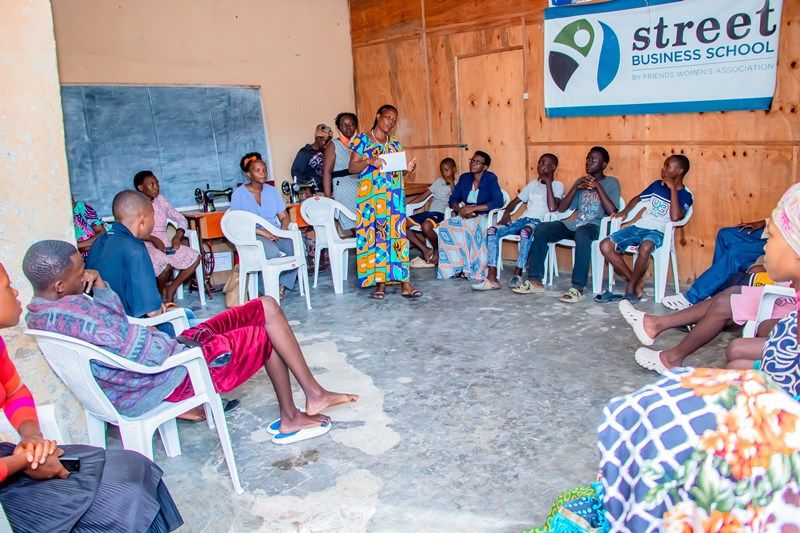 street
BUSINESS SCHOOL
BY FRIENDS WOMEN'S ASSOCIATION